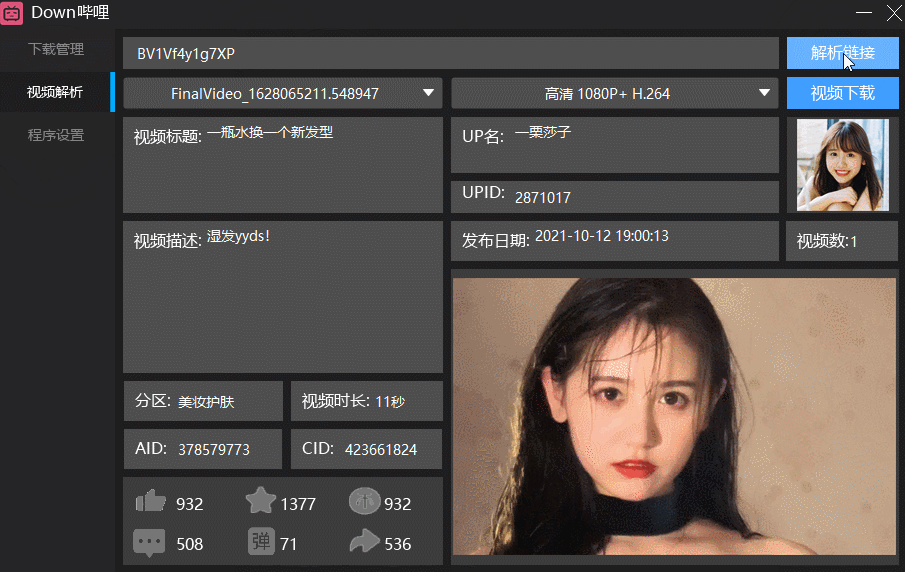 Down哔哩
下载管理
视频解析
程序设置
BV1Vf4y1g7XP
解析链接
FinalVideo_1628065211.548947
高清 1080P+ H.264
视频下载
视频标题: 一瓶水换一个新发型
UP名: 一栗莎子
UPID: 2871017
视频描述: 湿发yyds!
发布日期: 2021-10-12 19:00:13
视频数:1
分区: 美妆护肤
视频时长: 11秒
AID: 378579773
CID: 423661824
932
1377
币 932
508
弹 71
536